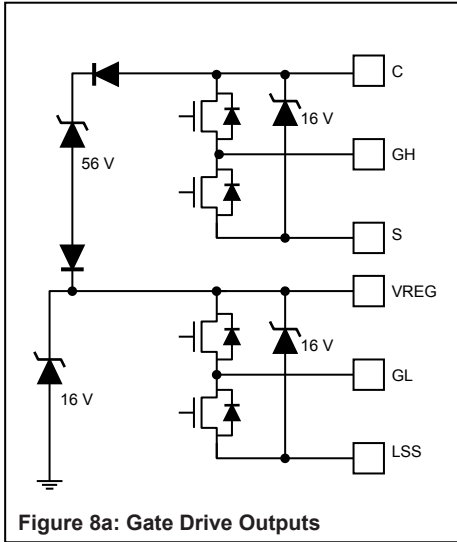 C
16 V
GH
56 V
S
VREG
16 V
GL
16 V
LSS
Figure 8a: Gate Drive Outputs